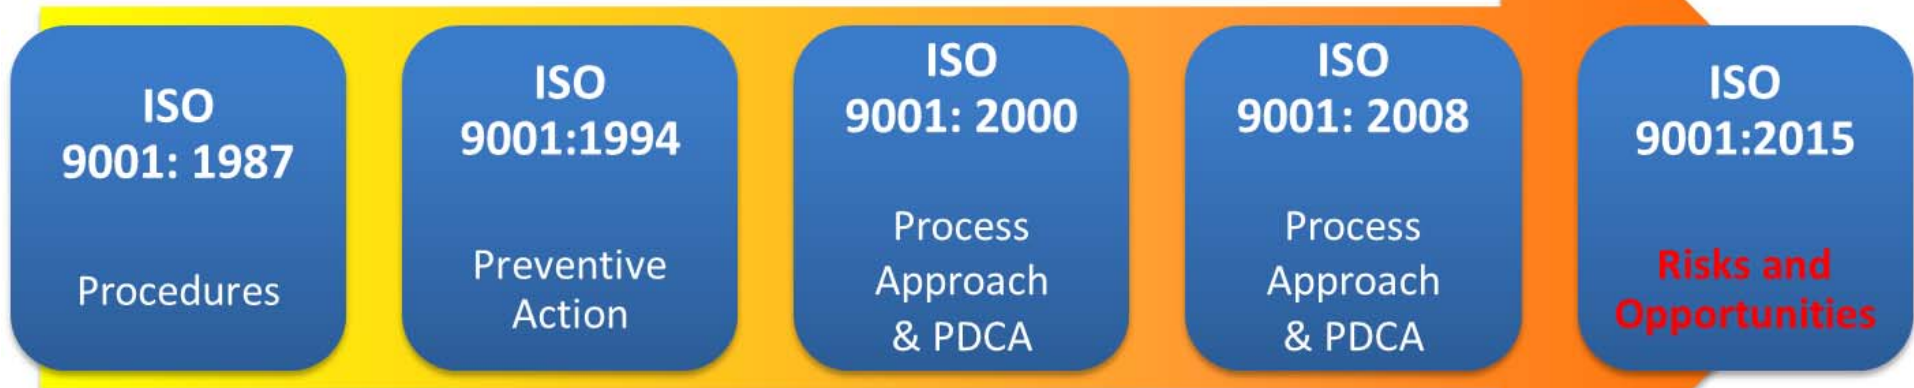 ISO
9001: 1987
Procedures
ISO
9001:1994
Preventive
Action
ISO
9001: 2000
Process
Approach
& PDCA
ISO
9001: 2008
Process
Approach
& PDCA
ISO
9001:2015
Risks and
Opportunities